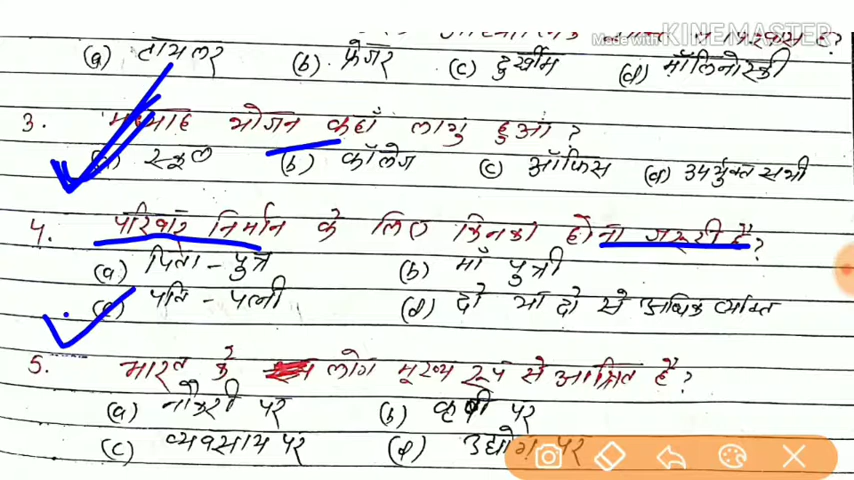 Made with KINEMASTER
है?
(a) टायलर (b) फ्रेजर (c) दुर्खीम (d) मॉलिनोस्की
3. भोजन कहाँ लागु हुआ?
(a) स्कूल (b) कॉलेज (c) ऑफिस (d) उपर्युक्त सभी
4. परिवार निर्मान के लिए किनका होना जरूरी है?
(a) पिता - पुत्र (b) माँ पुत्री
(c) पति - पत्नी (d) दो या दो से अधिक व्यक्ति
5. भारत के लोग मूख्य रूप से आश्रित है?
(a) नौकरी पर (b) कृषी पर
(c) व्यवसाय पर (d) उद्योग पर